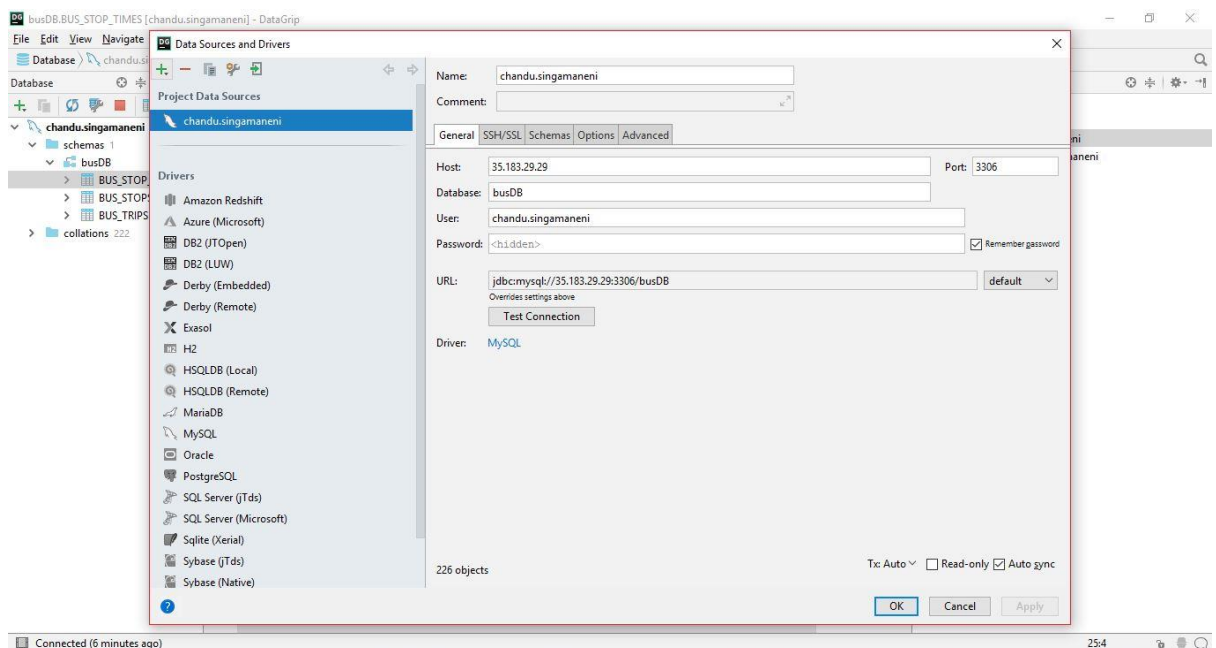 busDB.BUS_STOP_TIMES [chandu.singamaneni] - DataGrip
File Edit View Navigate
Database chandu.si
Database
chandu.singamaneni
schemas 1
busDB
BUS_STOP_
BUS_STOPS
BUS_TRIPS
collations 222
Data Sources and Drivers
Project Data Sources
chandu.singamaneni
Drivers
Amazon Redshift
Azure (Microsoft)
DB2 (JTOpen)
DB2 (LUW)
Derby (Embedded)
Derby (Remote)
Exasol
H2
HSQLDB (Local)
HSQLDB (Remote)
MariaDB
MySQL
Oracle
PostgreSQL
SQL Server (jTds)
SQL Server (Microsoft)
Sqlite (Xerial)
Sybase (jTds)
Sybase (Native)
Name: chandu.singamaneni
Comment:
General SSH/SSL Schemas Options Advanced
Host: 35.183.29.29 Port: 3306
Database: busDB
User: chandu.singamaneni
Password: <hidden> Remember password
URL: jdbc:mysql://35.183.29.29:3306/busDB default
Overrides settings above
Test Connection
Driver: MySQL
226 objects Tx: Auto Read-only Auto sync
OK Cancel Apply
ni
aneni
Connected (6 minutes ago) 25:4